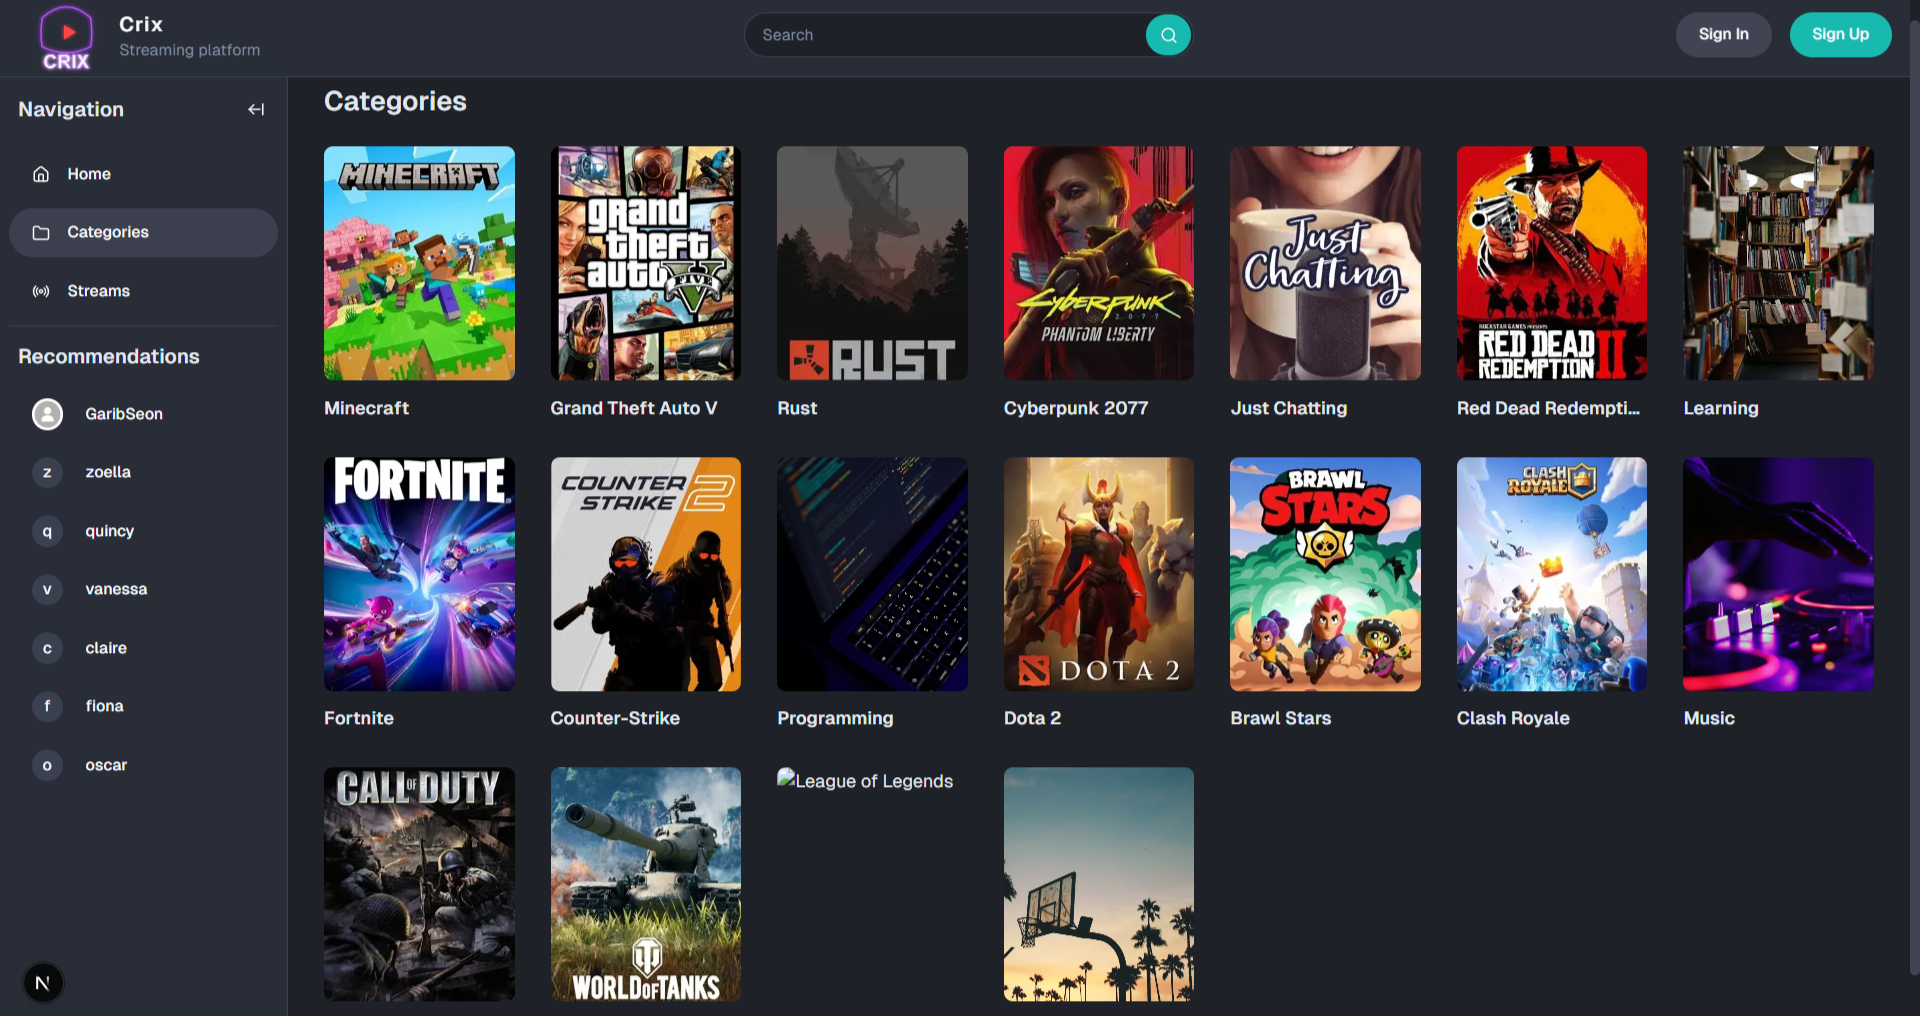 CRIX
Crix
Streaming platform
Search
Sign In
Sign Up
Navigation
Home
Categories
Streams
Recommendations
GaribSeon
z
zoella
q
quincy
v
vanessa
c
claire
f
fiona
o
oscar
N
Categories
MINECRAFT
grand
theft
auto
V
FIVE
RUST
Cyberpunk
2077
PHANTOM LIBERTY
Just
Chatting
ROCKSTAR GAMES PRESENTS
RED DEAD
REDEMPTION II
Minecraft
Grand Theft Auto V
Rust
Cyberpunk 2077
Just Chatting
Red Dead Redempti...
Learning
FORTNITE
COUNTER
STRIKE 2
DOTA 2
BRAWL
STARS
CLASH
ROYALE
Fortnite
Counter-Strike
Programming
Dota 2
Brawl Stars
Clash Royale
Music
CALL OF DUTY
WORLD OF TANKS
League of Legends